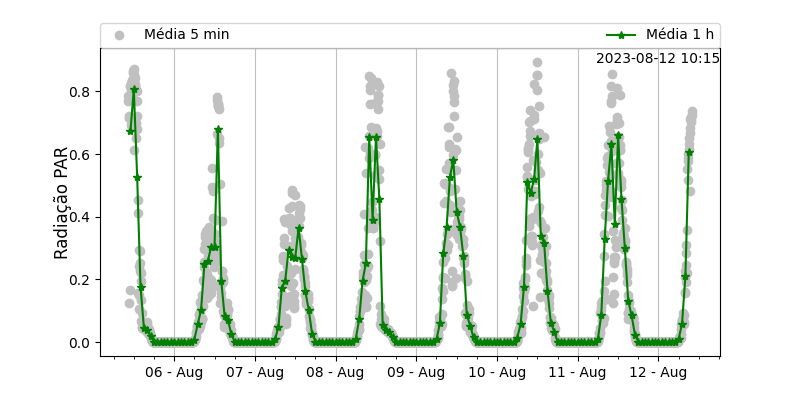 Média 5 min
Média 1 h
2023-08-12 10:15
Radiação PAR
0.8
0.6
0.4
0.2
0.0
06 - Aug
07 - Aug
08 - Aug
09 - Aug
10 - Aug
11 - Aug
12 - Aug